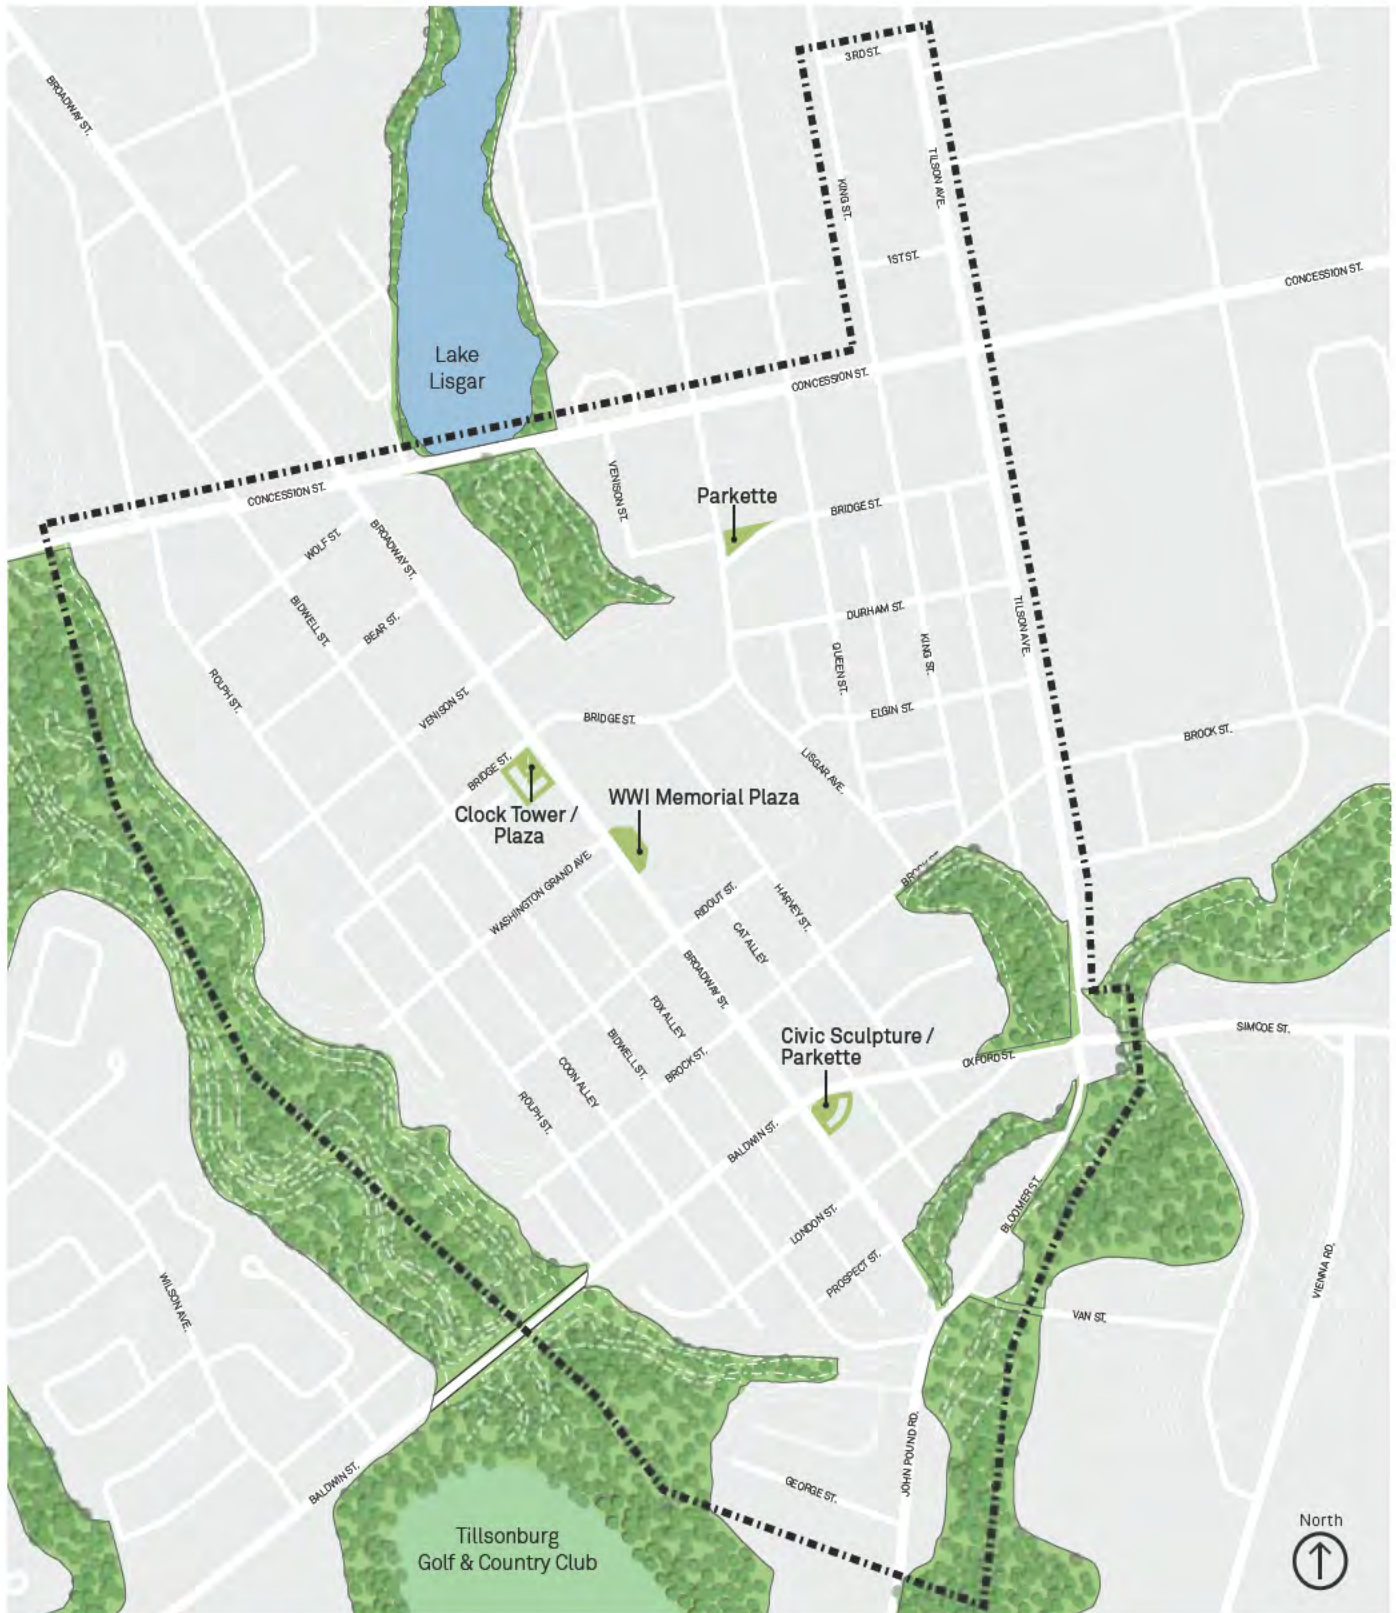 3RD ST.
BROADWAY ST.
TILSON AVE.
KING ST.
1ST ST.
CONCESSION ST.
Lake
Lisgar
CONCESSION ST.
CONCESSION ST.
VENISON ST.
Parkette
BRIDGE ST.
WOLF ST.
BROADWAY ST.
BIDWELL ST.
BEAR ST.
DURHAM ST.
TILSON AVE.
QUEEN ST.
KING ST.
ROLPH ST.
VENISON ST.
ELGIN ST.
BRIDGE ST.
BROCK ST.
BRIDGE ST.
LISGAR AVE.
WWI Memorial Plaza
Clock Tower /
Plaza
WASHINGTON GRAND AVE.
BROCK ST.
RIDOUT ST.
HARVEY ST.
CAT ALLEY
BROADWAY ST.
FOX ALLEY
Civic Sculpture /
Parkette
SIMCOE ST.
BIDWELL ST.
BROCK ST.
OXFORD ST.
COON ALLEY
ROLPH ST.
BALDWIN ST.
BLOOMER ST.
LONDON ST.
PROSPECT ST.
WILSON AVE.
VIENNA RD.
VAN ST.
JOHN POUND RD.
BALDWIN ST.
GEORGE ST.
Tillsonburg
Golf & Country Club
North